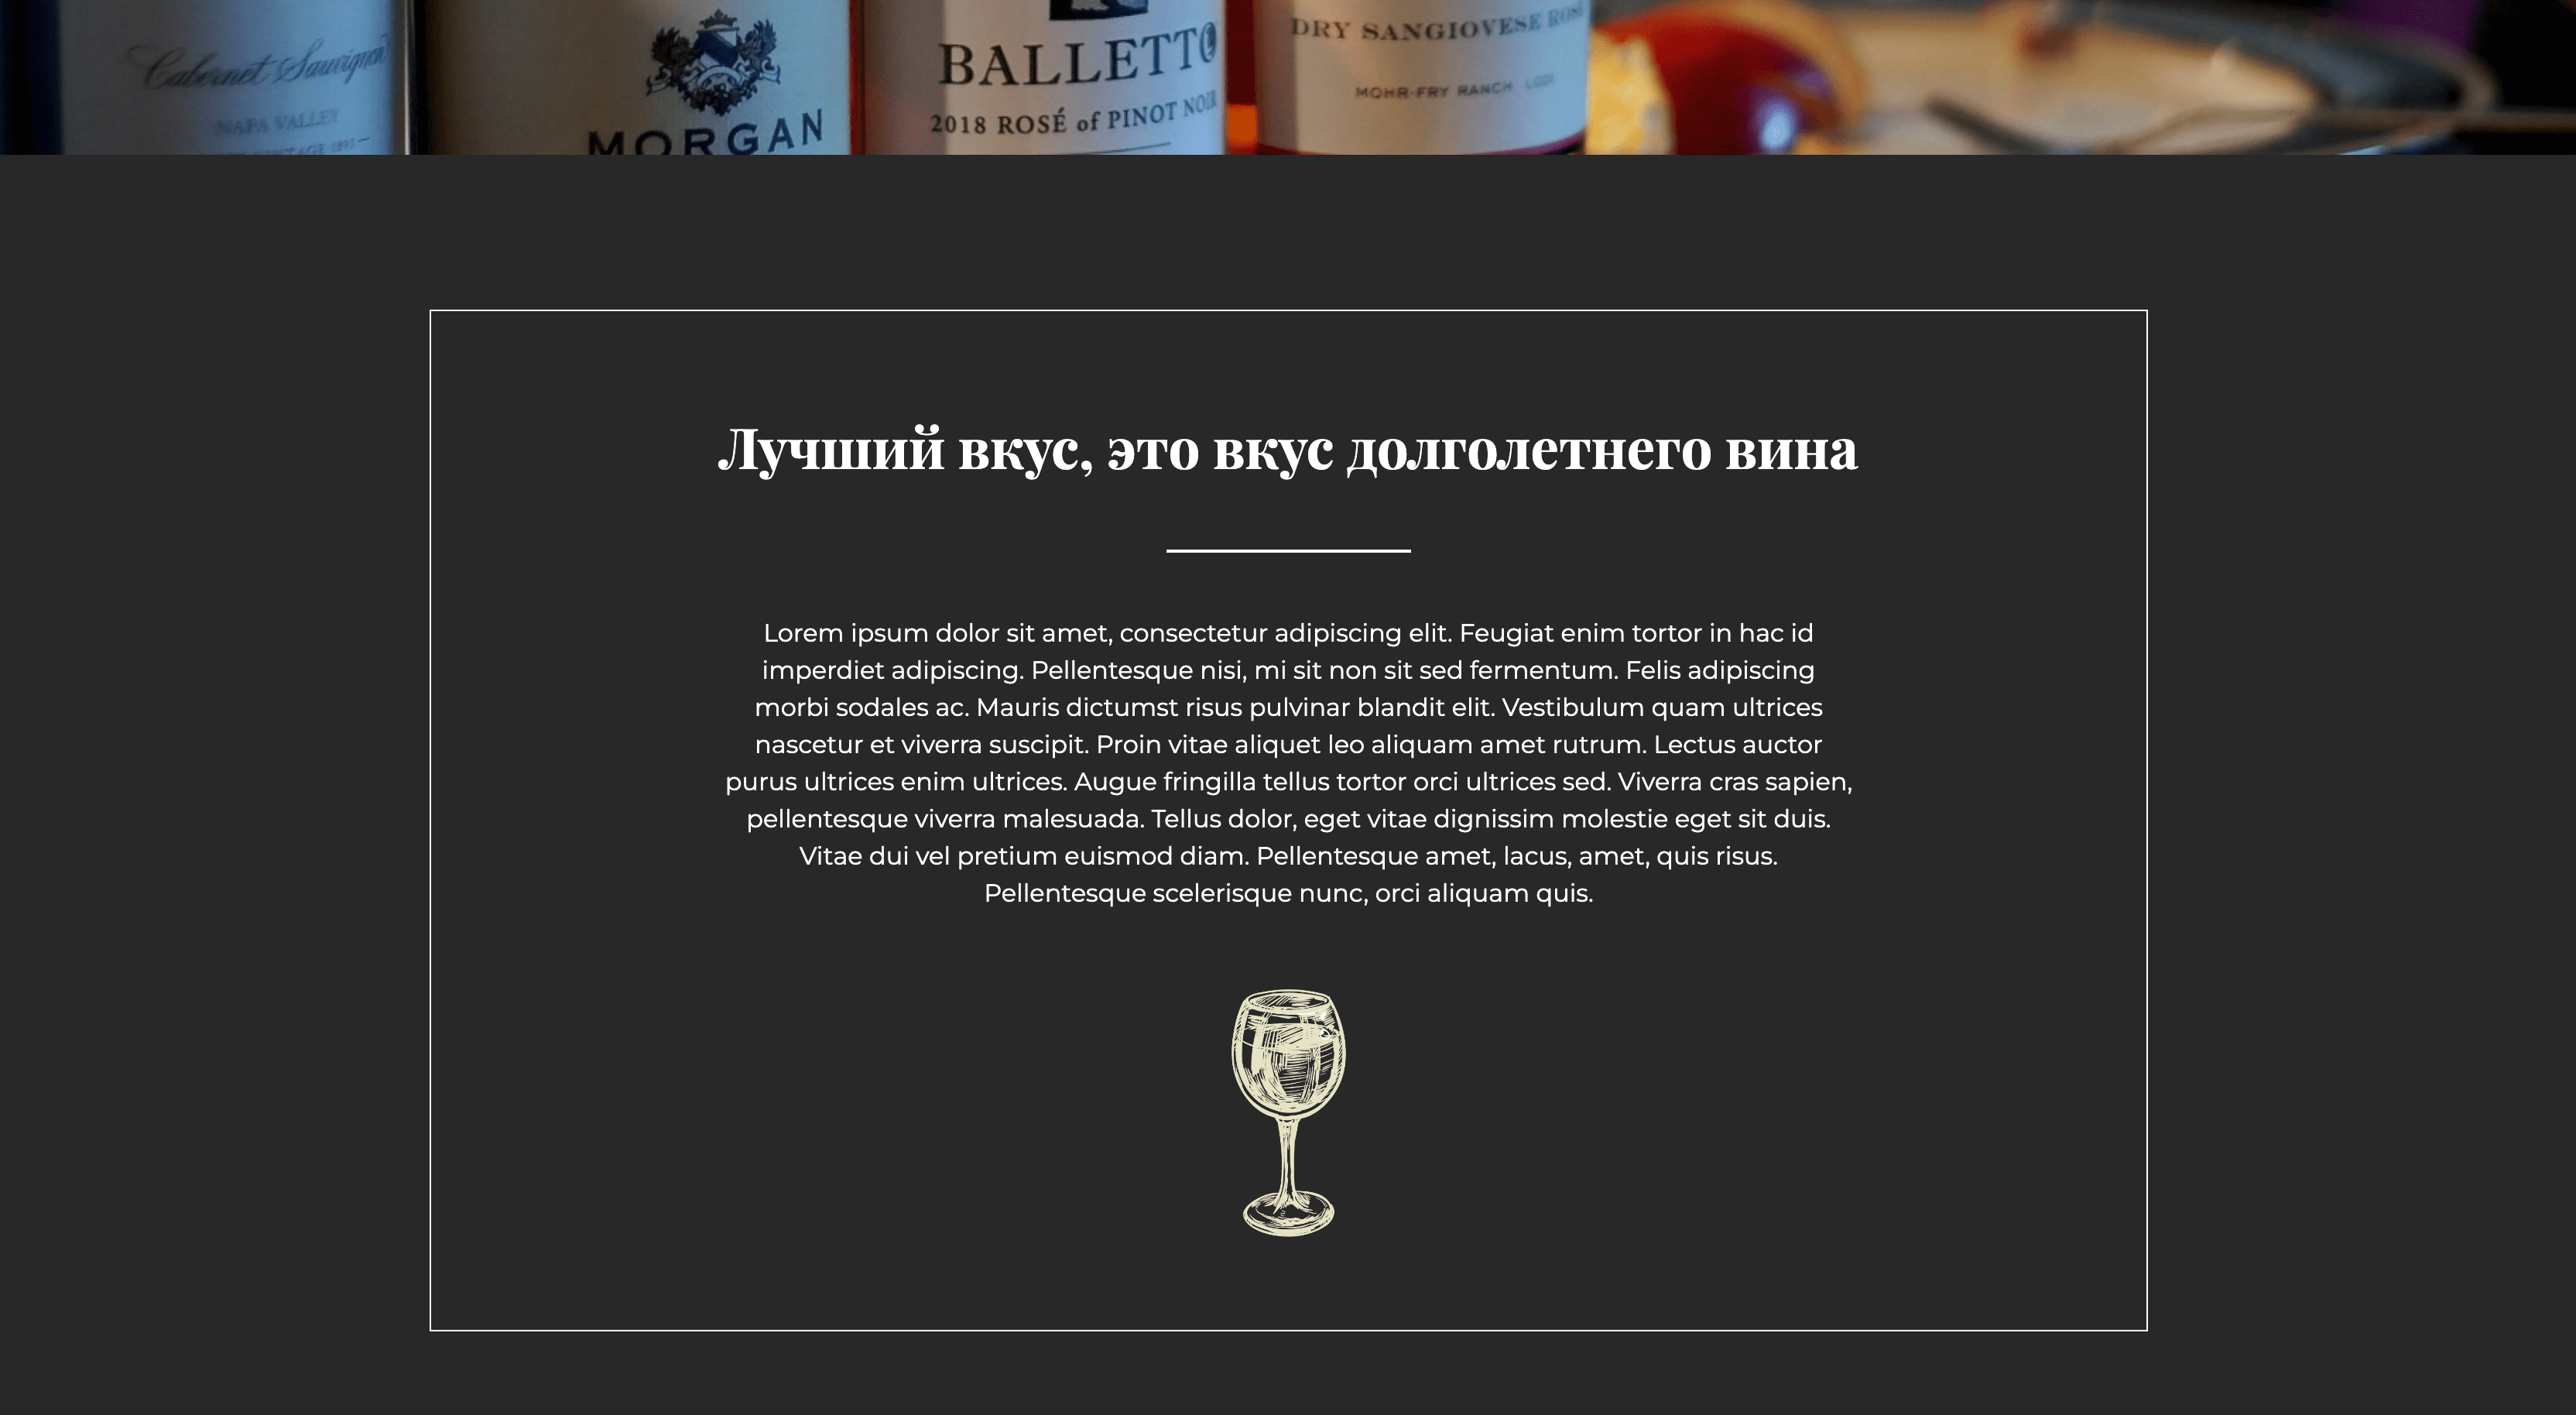 Cabernet Sauvignon
NAPA VALLEY
MORGAN
BALLETTO
2018 ROSÉ of PINOT NOIR
DRY SANGIOVESE ROSÉ
MOHR-FRY RANCH LODI
Лучший вкус, это вкус долголетнего вина
Lorem ipsum dolor sit amet, consectetur adipiscing elit. Feugiat enim tortor in hac id
imperdiet adipiscing. Pellentesque nisi, mi sit non sit sed fermentum. Felis adipiscing
morbi sodales ac. Mauris dictumst risus pulvinar blandit elit. Vestibulum quam ultrices
nascetur et viverra suscipit. Proin vitae aliquet leo aliquam amet rutrum. Lectus auctor
purus ultrices enim ultrices. Augue fringilla tellus tortor orci ultrices sed. Viverra cras sapien,
pellentesque viverra malesuada. Tellus dolor, eget vitae dignissim molestie eget sit duis.
Vitae dui vel pretium euismod diam. Pellentesque amet, lacus, amet, quis risus.
Pellentesque scelerisque nunc, orci aliquam quis.